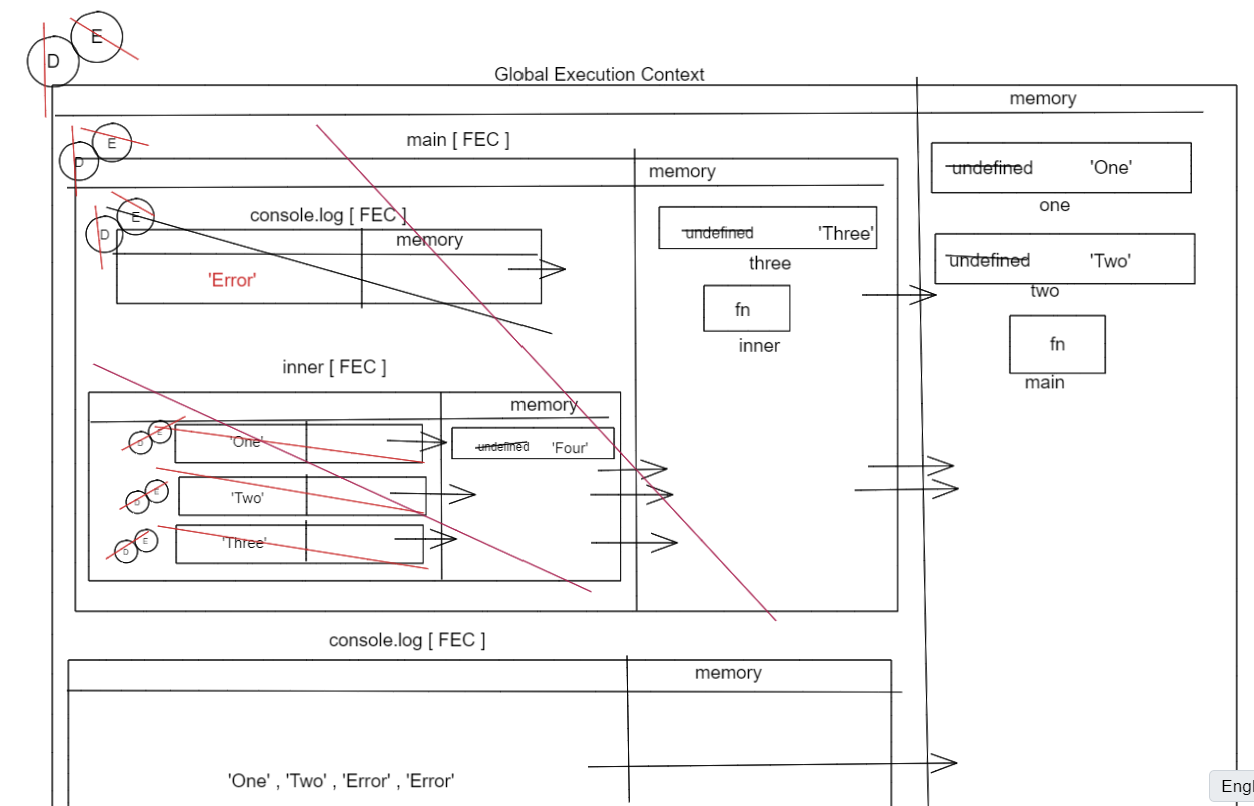 E
D
Global Execution Context
memory
main [ FEC ]
E
D
memory
undefined 'One'
one
console.log [ FEC ]
E
D
memory
'Error'
undefined 'Three'
three
undefined 'Two'
two
fn
inner
fn
main
inner [ FEC ]
memory
D E 'One'
undefined 'Four'
D E 'Two'
D E 'Three'
console.log [ FEC ]
memory
'One' , 'Two' , 'Error' , 'Error'
Engl